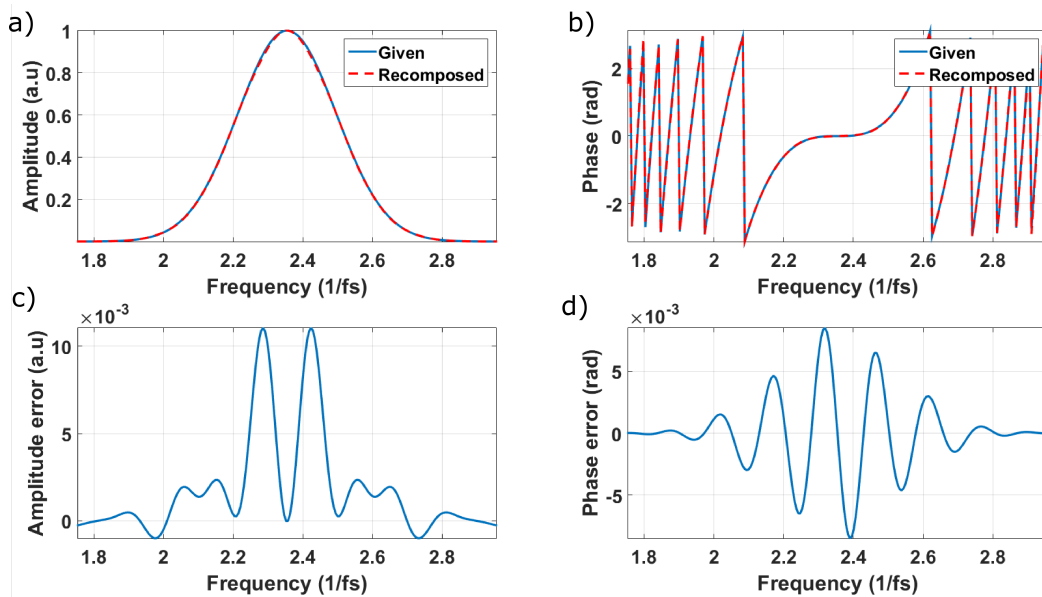 a)
Amplitude (a.u)
1
0.8
0.6
0.4
0.2
Given
Recomposed
1.8 2 2.2 2.4 2.6 2.8
Frequency (1/fs)
b)
Phase (rad)
2
0
-2
Given
Recomposed
1.8 2 2.2 2.4 2.6 2.8
Frequency (1/fs)
c)
×10⁻³
Amplitude error (a.u)
10
5
0
1.8 2 2.2 2.4 2.6 2.8
Frequency (1/fs)
d)
×10⁻³
Phase error (rad)
5
0
-5
1.8 2 2.2 2.4 2.6 2.8
Frequency (1/fs)